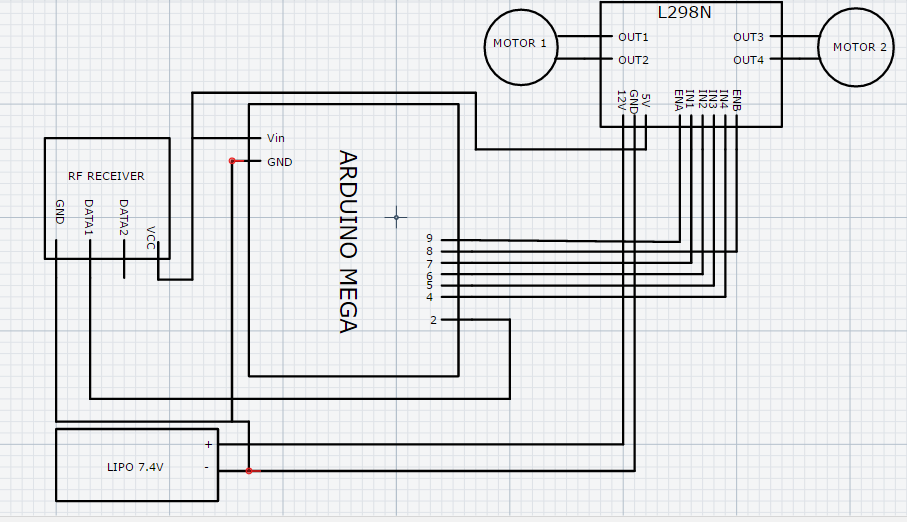 L298N
MOTOR 1
OUT1
OUT2
OUT3
OUT4
MOTOR 2
12V
GND
5V
ENA
IN1
IN2
IN3
IN4
ENB
Vin
GND
ARDUINO MEGA
RF RECEIVER
GND
DATA1
DATA2
VCC
9
8
7
6
5
4
2
+
LIPO 7.4V
-